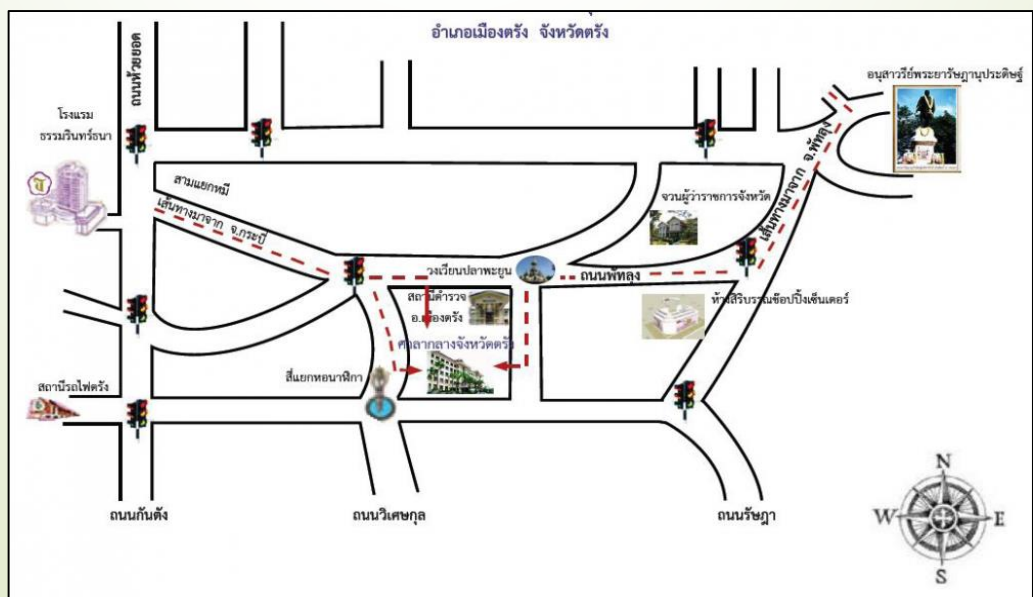 อำเภอเมืองตรัง จังหวัดตรัง
ถนนห้วยยอด
อนุสาวรีย์พระยารัษฎานุประดิษฐ์
โรงแรม
ธรรมรินทร์ธนา
สามแยกหมี
เส้นทางมาจาก จ.กระบี่
จวนผู้ว่าราชการจังหวัด
เส้นทางมาจาก จ.พัทลุง
วงเวียนปลาพะยูน
ถนนพัทลุง
สถานีตำรวจ
อ.เมืองตรัง
ห้างสิริบรรณช๊อปปิ้งเซ็นเตอร์
ศาลากลางจังหวัดตรัง
สี่แยกหอนาฬิกา
สถานีรถไฟตรัง
ถนนกันตัง
ถนนวิเศษกุล
ถนนรัษฎา
N
W
E
S